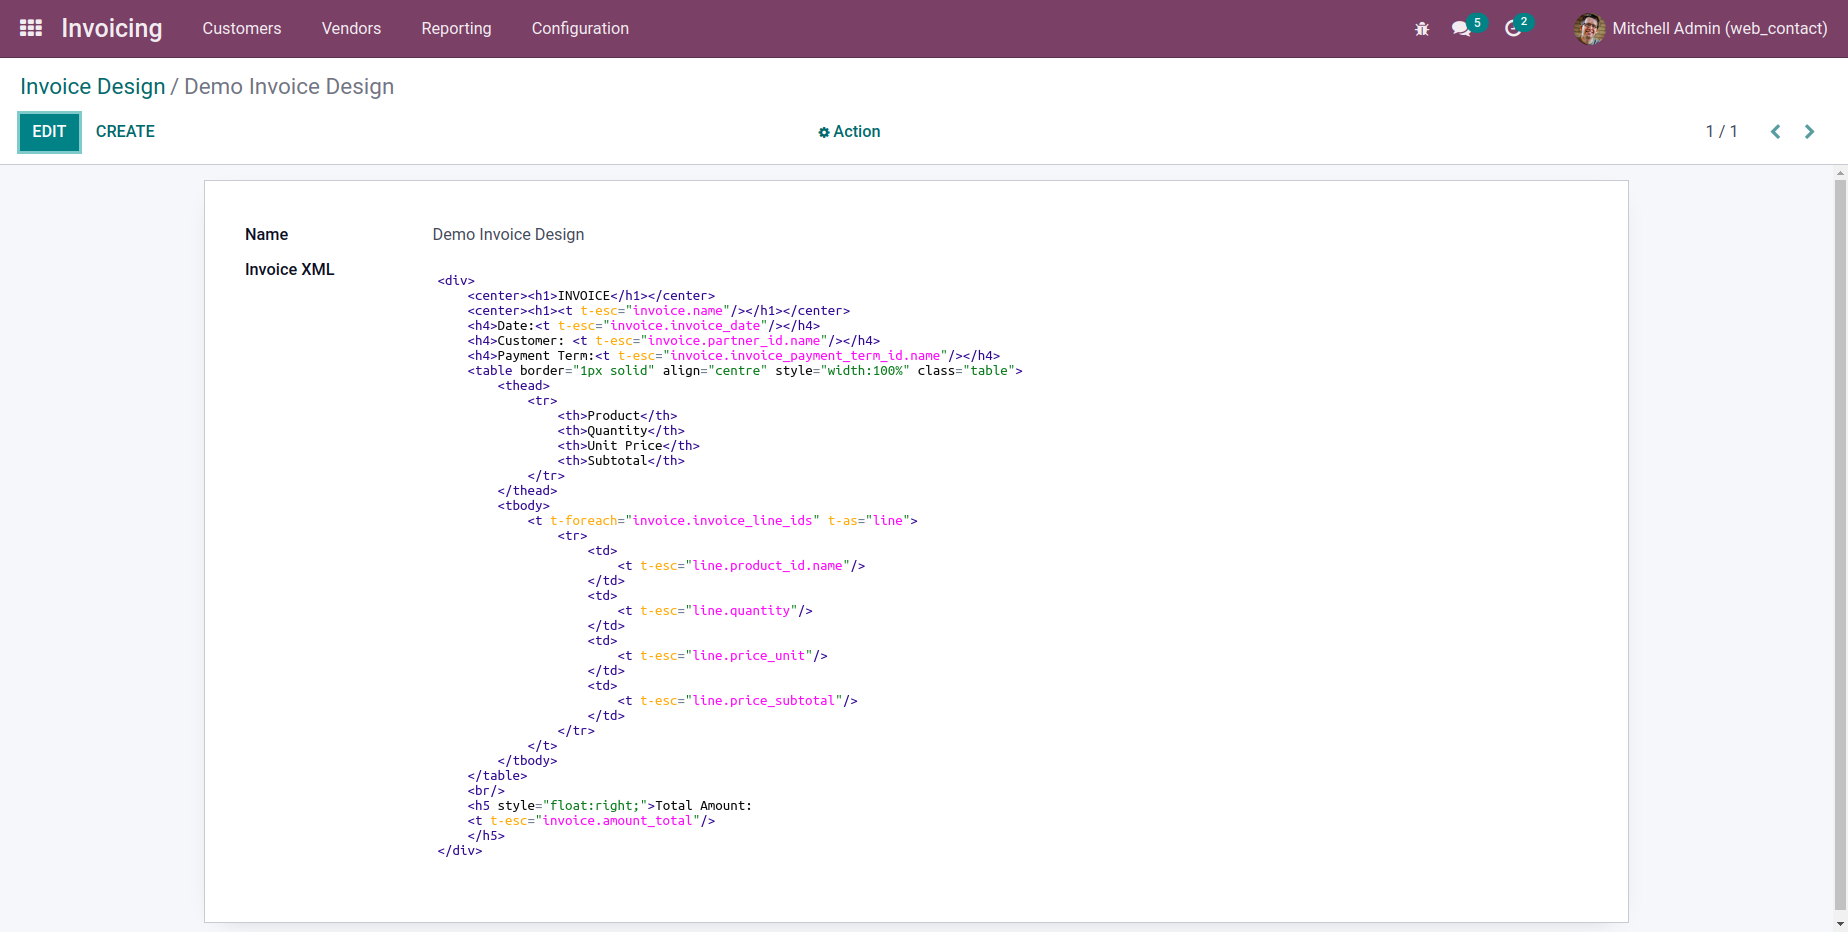 Invoicing Customers Vendors Reporting Configuration 5 2 Mitchell Admin (web_contact)
Invoice Design / Demo Invoice Design
EDIT CREATE Action 1 / 1
Name Demo Invoice Design
Invoice XML
<div>
    <center><h1>INVOICE</h1></center>
    <center><h1><t t-esc="invoice.name"/></h1></center>
    <h4>Date:<t t-esc="invoice.invoice_date"/></h4>
    <h4>Customer: <t t-esc="invoice.partner_id.name"/></h4>
    <h4>Payment Term:<t t-esc="invoice.invoice_payment_term_id.name"/></h4>
    <table border="1px solid" align="centre" style="width:100%" class="table">
        <thead>
            <tr>
                <th>Product</th>
                <th>Quantity</th>
                <th>Unit Price</th>
                <th>Subtotal</th>
            </tr>
        </thead>
        <tbody>
            <t t-foreach="invoice.invoice_line_ids" t-as="line">
                <tr>
                    <td>
                        <t t-esc="line.product_id.name"/>
                    </td>
                    <td>
                        <t t-esc="line.quantity"/>
                    </td>
                    <td>
                        <t t-esc="line.price_unit"/>
                    </td>
                    <td>
                        <t t-esc="line.price_subtotal"/>
                    </td>
                </tr>
            </t>
        </tbody>
    </table>
    <br/>
    <h5 style="float:right;">Total Amount:
    <t t-esc="invoice.amount_total"/>
    </h5>
</div>